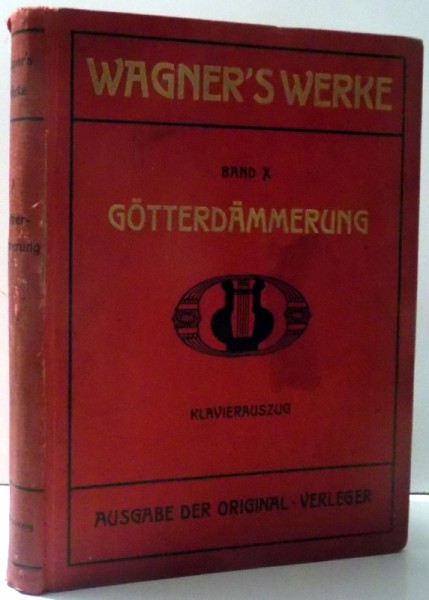 WAGNER'S WERKE
BAND X
GÖTTERDÄMMERUNG
KLAVIERAUSZUG
AUSGABE DER ORIGINAL - VERLEGER